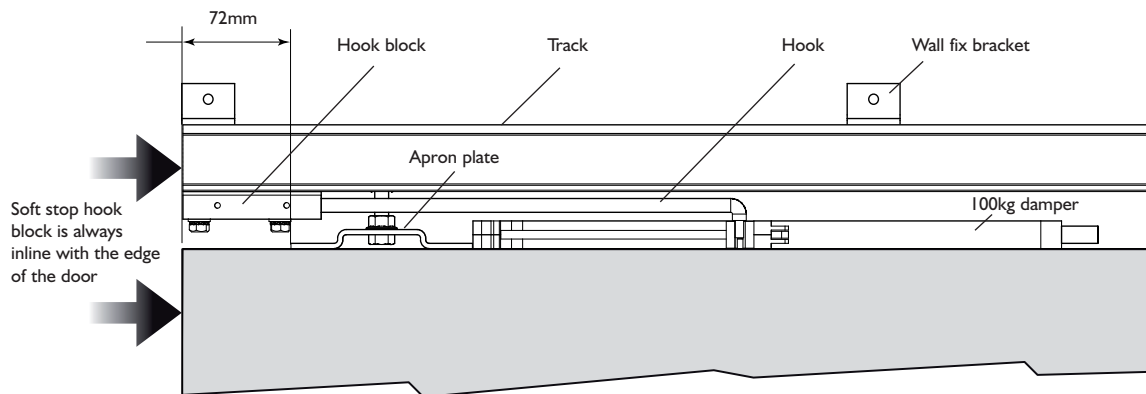 72mm
Hook block
Track
Hook
Wall fix bracket
Apron plate
100kg damper
Soft stop hook
block is always
inline with the edge
of the door